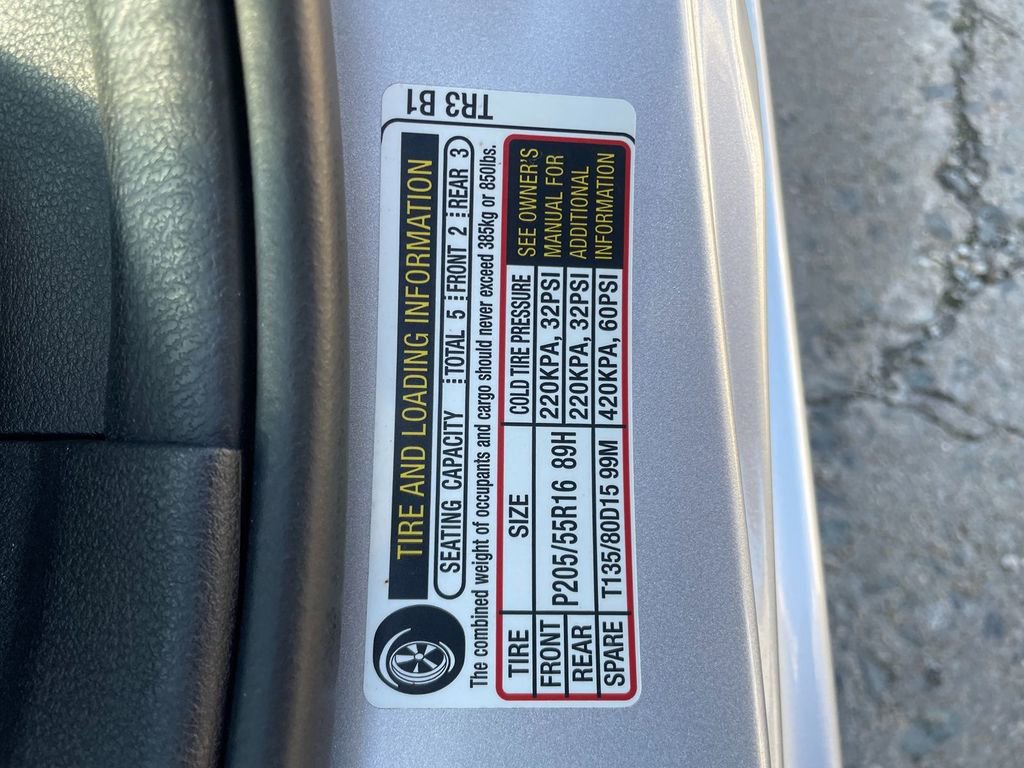 TIRE AND LOADING INFORMATION
SEATING CAPACITY TOTAL 5 FRONT 2 REAR 3
The combined weight of occupants and cargo should never exceed 385kg or 850lbs.
TIRE SIZE COLD TIRE PRESSURE
FRONT P205/55R16 89H 220KPA, 32PSI
REAR 220KPA, 32PSI
SPARE T135/80D15 99M 420KPA, 60PSI
SEE OWNER'S
MANUAL FOR
ADDITIONAL
INFORMATION
TR3 B1